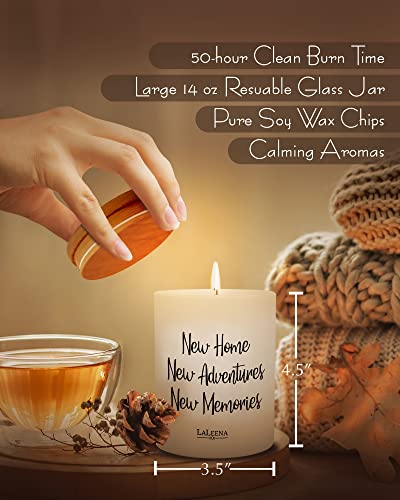 50-hour Clean Burn Time
Large 14 oz Resuable Glass Jar
Pure Soy Wax Chips
Calming Aromas
New Home
New Adventures
New Memories
LALEENA
4.5"
3.5"